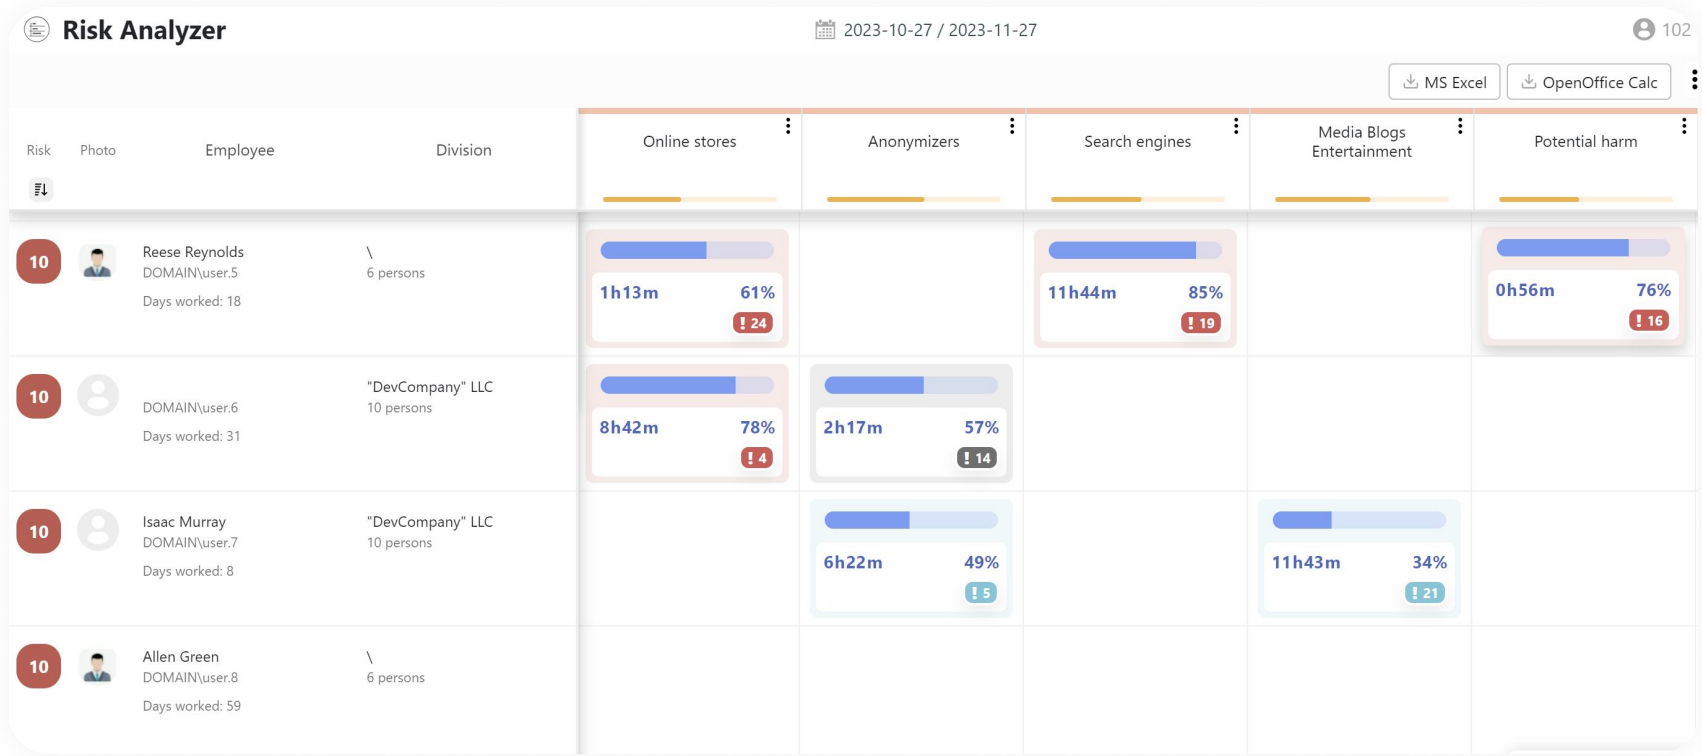 Risk Analyzer
2023-10-27 / 2023-11-27
102
MS Excel
OpenOffice Calc
Risk
Photo
Employee
Division
Online stores
Anonymizers
Search engines
Media Blogs
Entertainment
Potential harm
10
Reese Reynolds
DOMAIN\user.5
Days worked: 18
\
6 persons
1h13m 61%
! 24
11h44m 85%
! 19
0h56m 76%
! 16
10
DOMAIN\user.6
Days worked: 31
"DevCompany" LLC
10 persons
8h42m 78%
! 4
2h17m 57%
! 14
10
Isaac Murray
DOMAIN\user.7
Days worked: 8
"DevCompany" LLC
10 persons
6h22m 49%
! 5
11h43m 34%
! 21
10
Allen Green
DOMAIN\user.8
Days worked: 59
\
6 persons